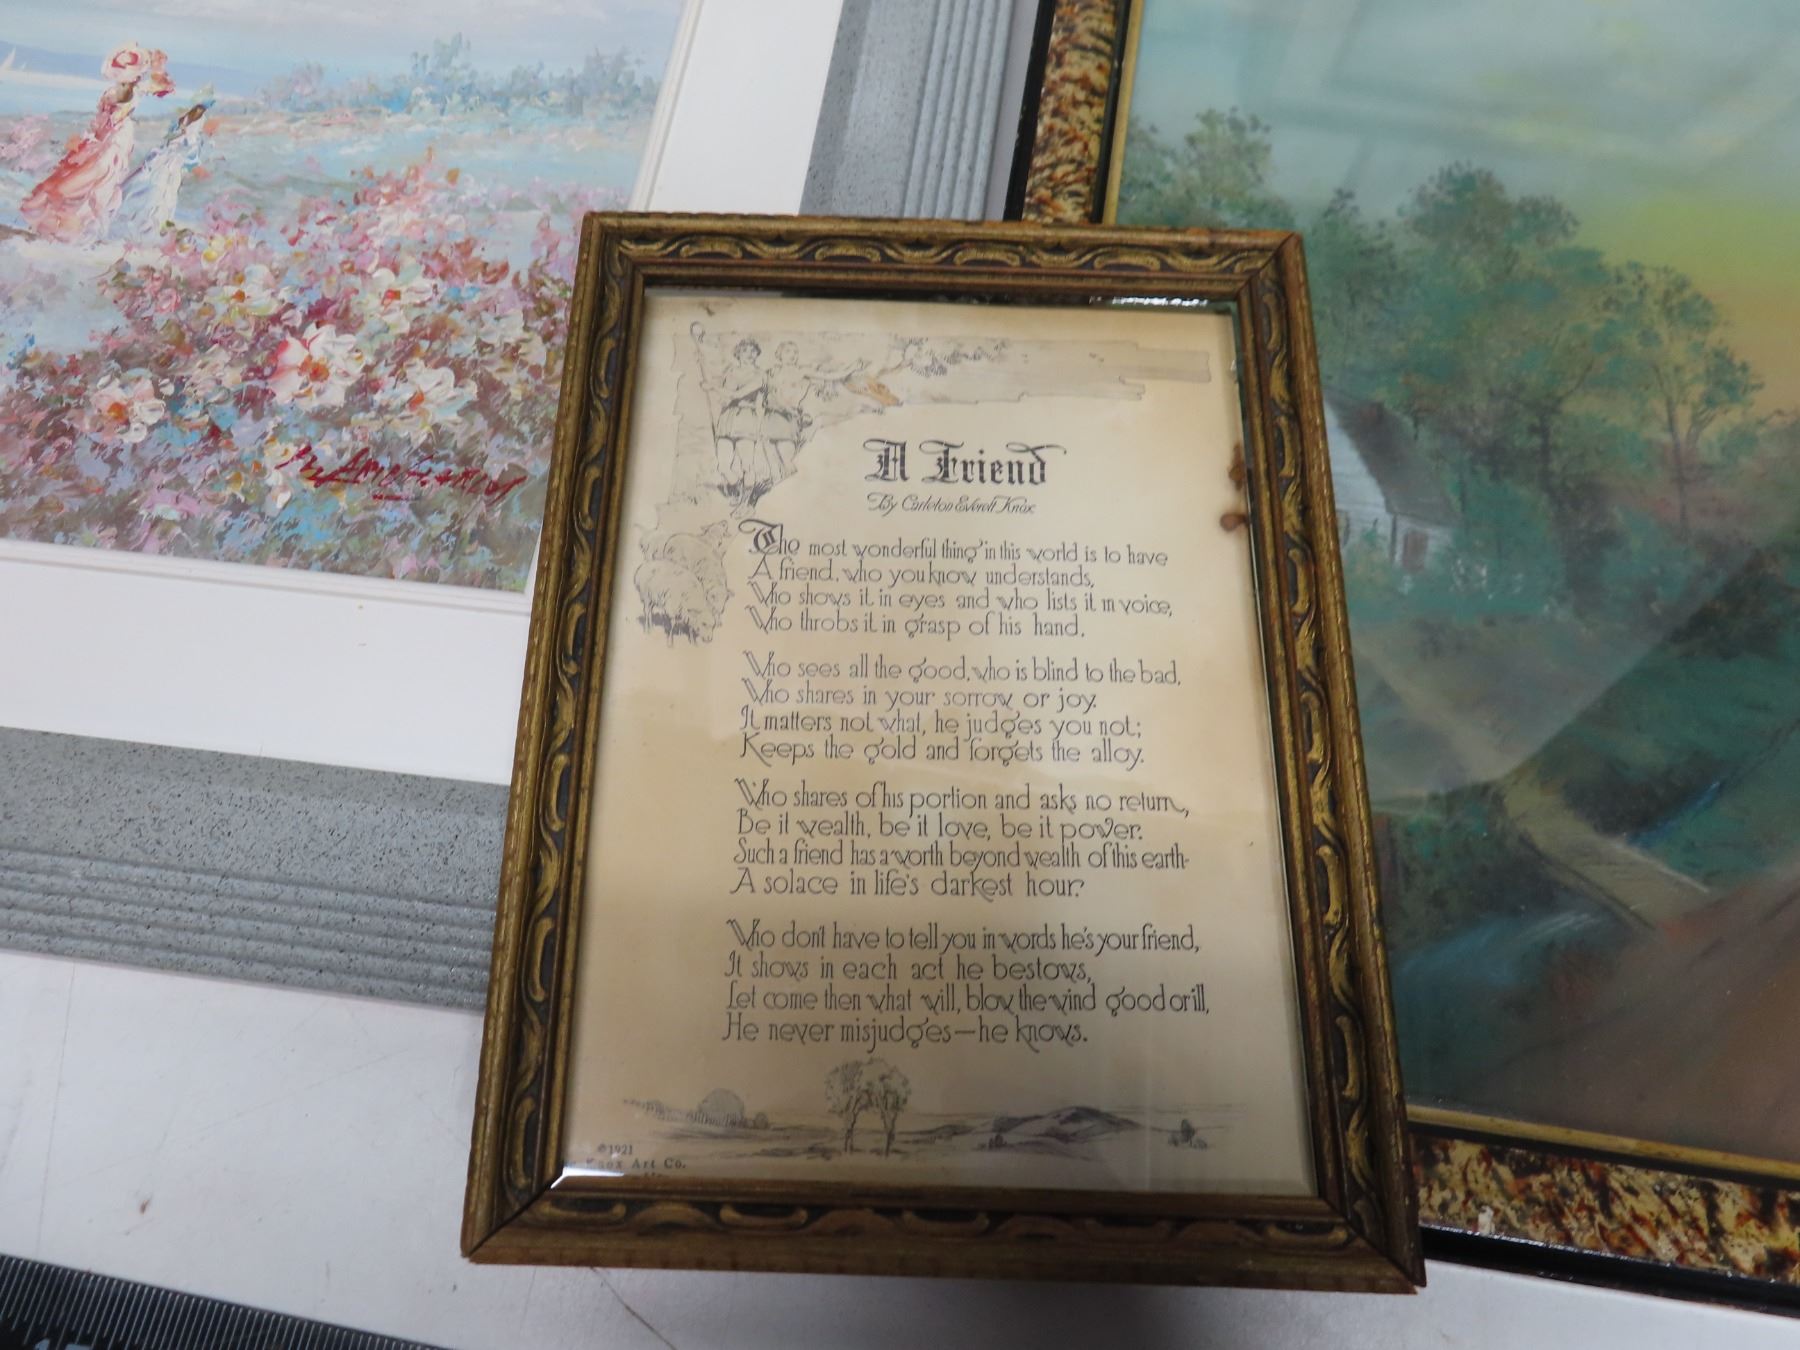 A Friend
By Carleton Everett Knox
The most wonderful thing in this world is to have
A friend, who you know understands,
Who shows it in eyes and who lists it in voice,
Who throbs it in grasp of his hand.
Who sees all the good, who is blind to the bad,
Who shares in your sorrow or joy.
It matters not what, he judges you not;
Keeps the gold and forgets the alloy.
Who shares of his portion and asks no return,
Be it wealth, be it love, be it power.
Such a friend has a worth beyond wealth of this earth-
A solace in life's darkest hour.
Who don't have to tell you in words he's your friend,
It shows in each act he bestows,
Let come then what will, blow the wind good or ill,
He never misjudges—he knows.
©1921
Knox Art Co.